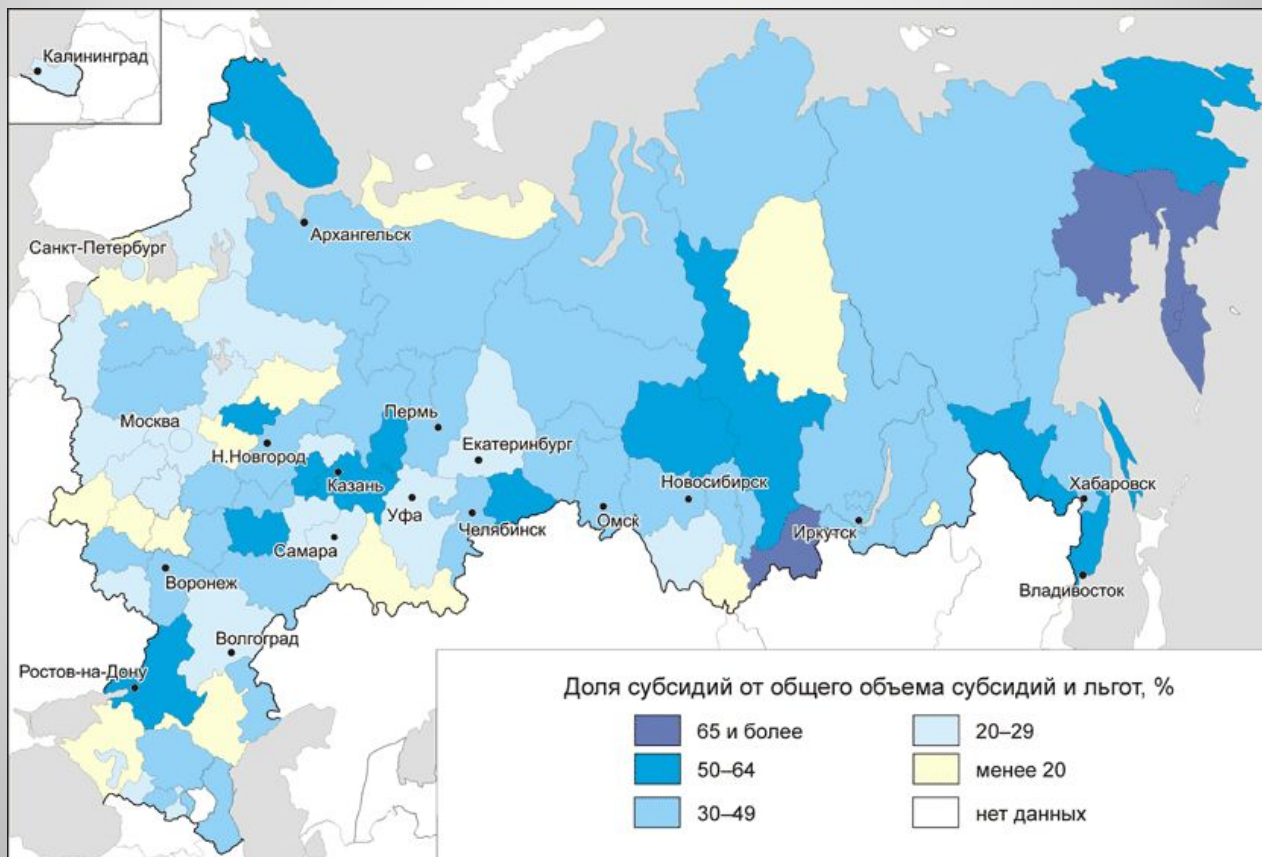 Калининград
Архангельск
Санкт-Петербург
Москва
Пермь
Екатеринбург
Н.Новгород
Казань
Уфа
Челябинск
Омск
Новосибирск
Иркутск
Хабаровск
Самара
Воронеж
Владивосток
Волгоград
Ростов-на-Дону
Доля субсидий от общего объема субсидий и льгот, %
65 и более
50–64
30–49
20–29
менее 20
нет данных